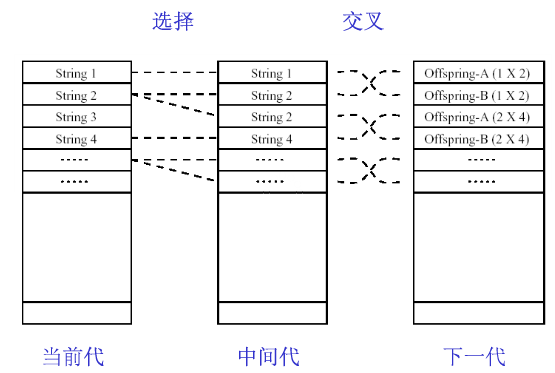 选择 交叉
String 1 String 1 Offspring-A (1 X 2)
String 2 String 2 Offspring-B (1 X 2)
String 3 String 2 Offspring-A (2 X 4)
String 4 String 4 Offspring-B (2 X 4)
..... ..... .....
..... ..... .....
当前代 中间代 下一代